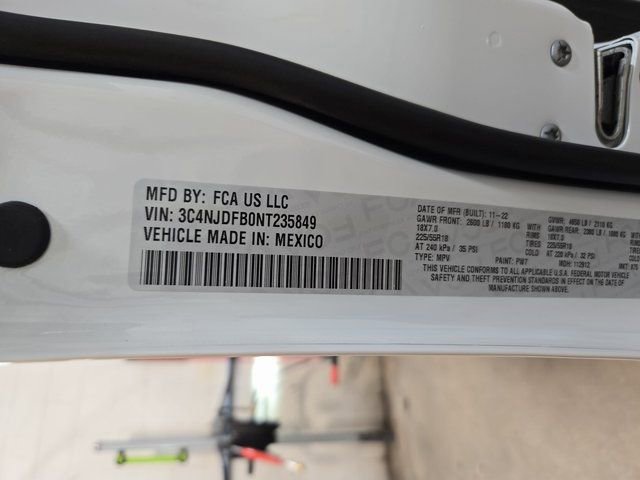 MFD BY: FCA US LLC
VIN: 3C4NJDFB0NT235849
VEHICLE MADE IN: MEXICO
DATE OF MFR (BUILT): 11-22
GVWR: 4650 LB / 2110 KG
GAWR FRONT: 2600 LB / 1180 KG
WITH GAWR REAR: 2380 LB / 1080 KG
18X7.0
RIMS 18X7.0
225/55R18
TIRES 225/55R18
AT 240 kPa / 35 PSI
COLD AT 220 kPa / 32 PSI
TYPE: MPV
PAINT: PW7
MDH: 112912
THIS VEHICLE CONFORMS TO ALL APPLICABLE U.S.A. FEDERAL MOTOR VEHICLE
SAFETY AND THEFT PREVENTION STANDARDS IN EFFECT ON THE DATE OF
MANUFACTURE SHOWN ABOVE.